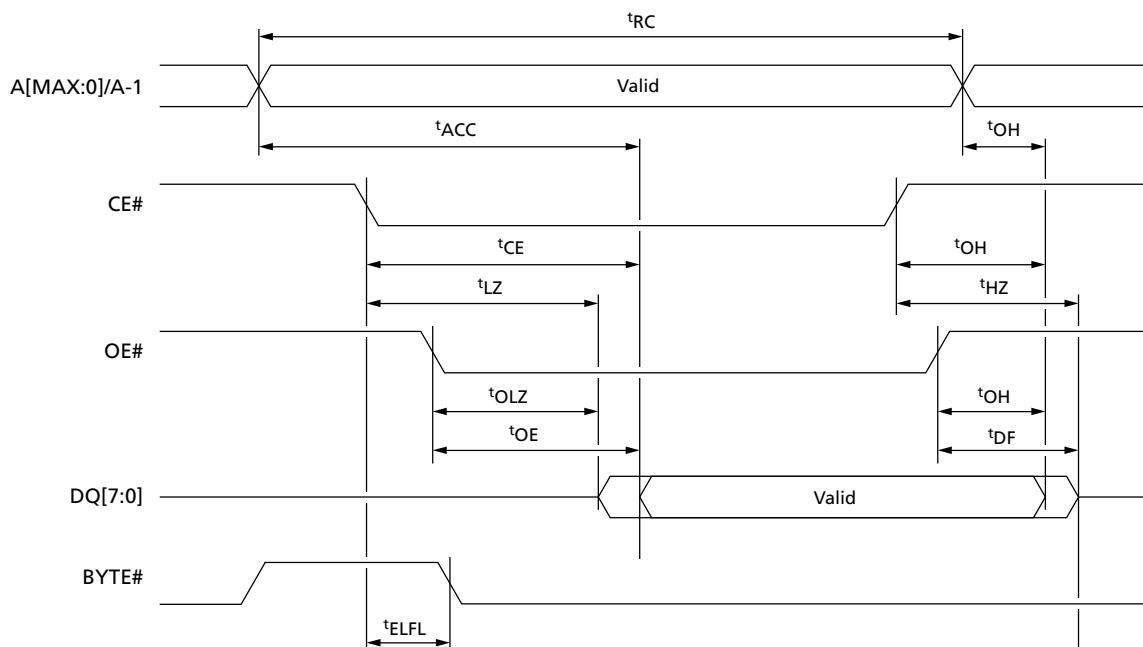 tRC
A[MAX:0]/A-1
Valid
tACC
tOH
CE#
tCE
tOH
tLZ
tHZ
OE#
tOLZ
tOH
tOE
tDF
DQ[7:0]
Valid
BYTE#
tELFL